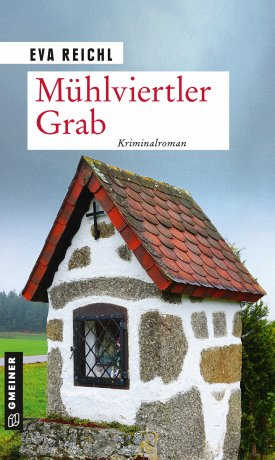 EVA REICHL
Mühlviertler
Grab
Kriminalroman
GMEINER